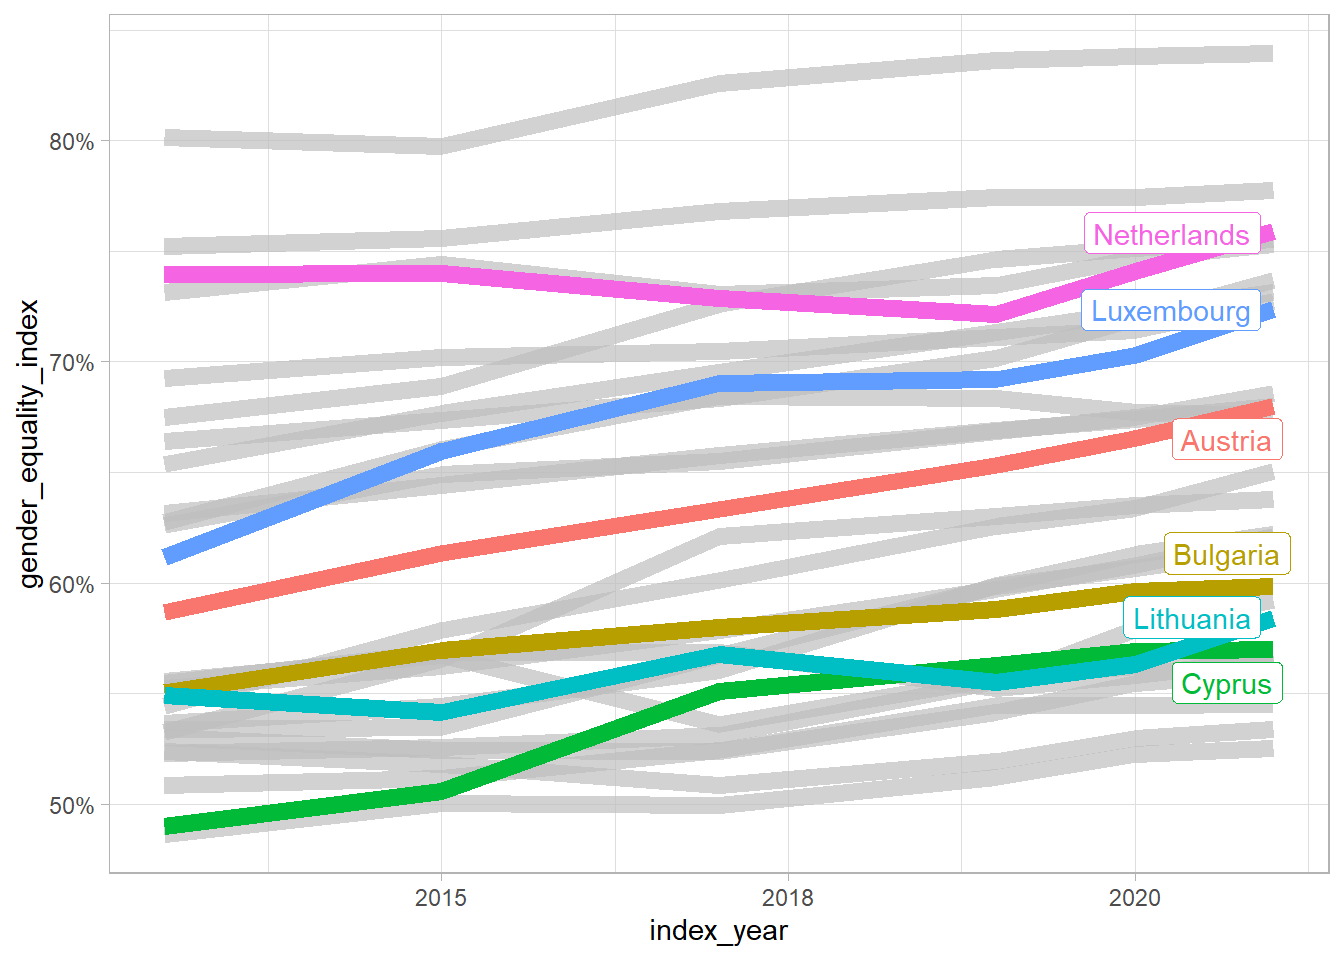 80%
70%
60%
50%
gender_equality_index
Netherlands
Luxembourg
Austria
Bulgaria
Lithuania
Cyprus
2015
2018
2020
index_year